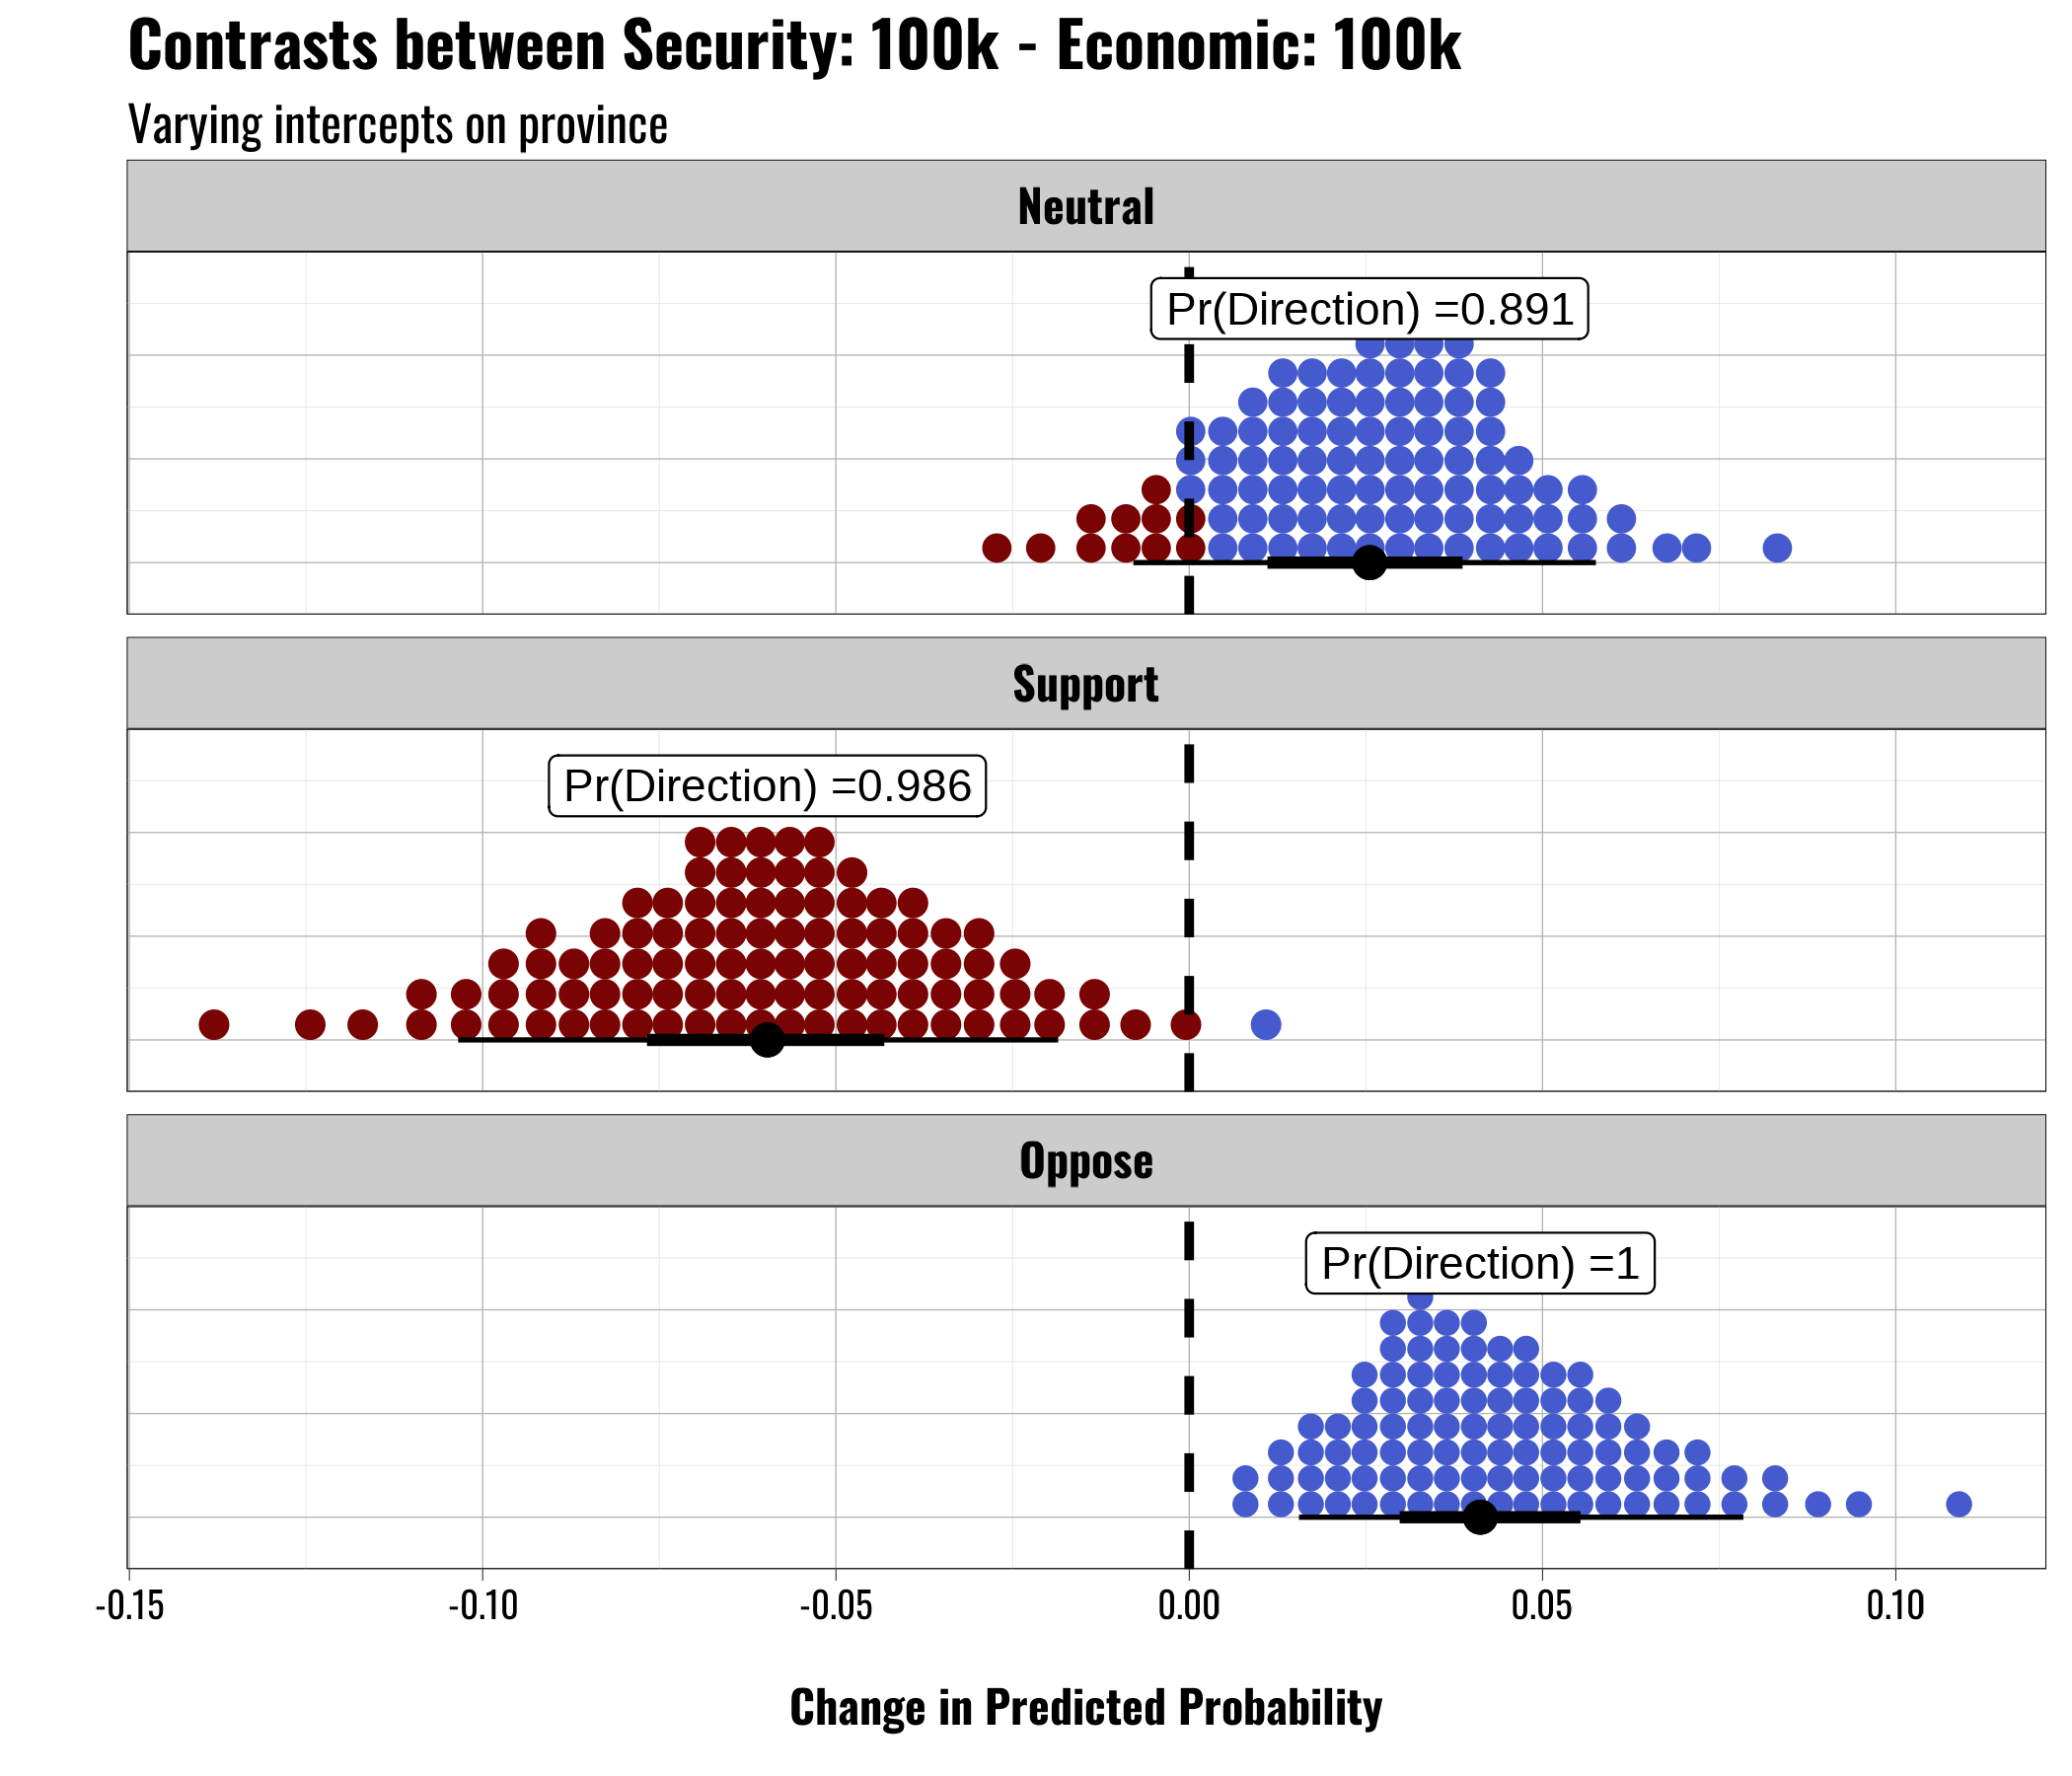 Contrasts between Security: 100k - Economic: 100k
Varying intercepts on province
Neutral
Pr(Direction) =0.891
Support
Pr(Direction) =0.986
Oppose
Pr(Direction) =1
-0.15 -0.10 -0.05 0.00 0.05 0.10
Change in Predicted Probability